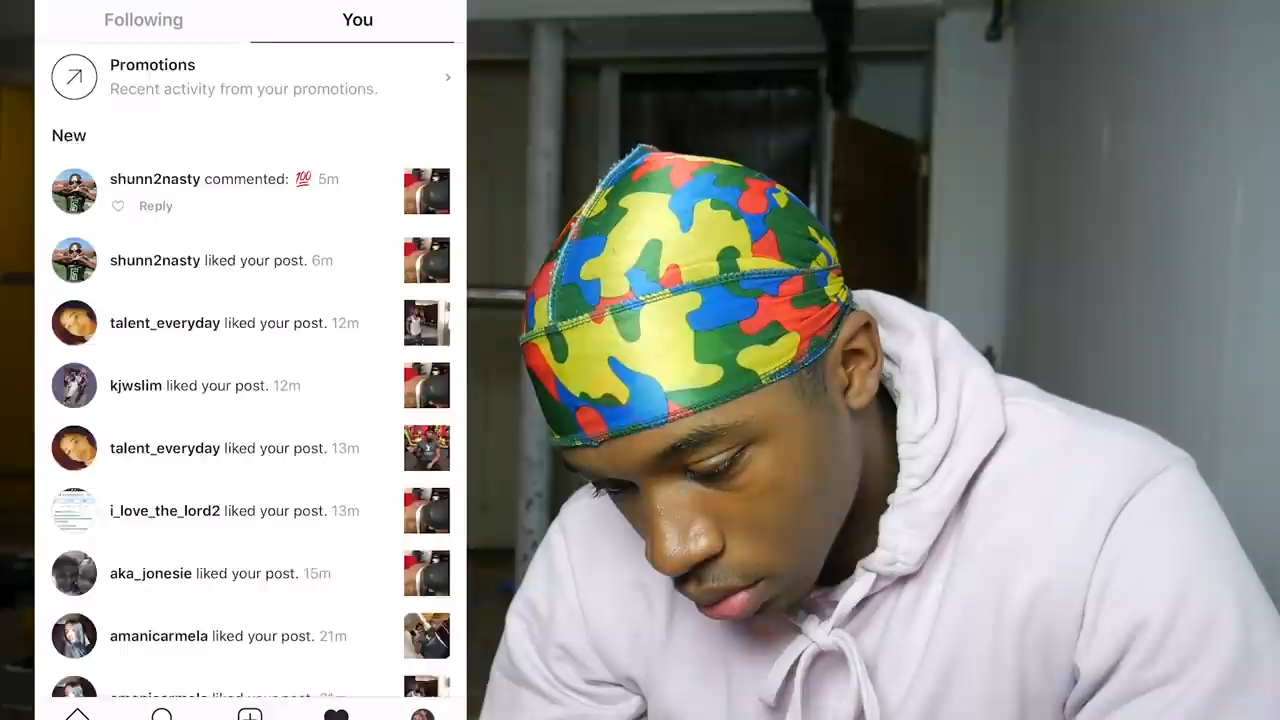 Following
You
Promotions
Recent activity from your promotions.
New
shunn2nasty commented: 💯 5m
Reply
shunn2nasty liked your post. 6m
talent_everyday liked your post. 12m
kjwslim liked your post. 12m
talent_everyday liked your post. 13m
i_love_the_lord2 liked your post. 13m
aka_jonesie liked your post. 15m
amanicarmela liked your post. 21m